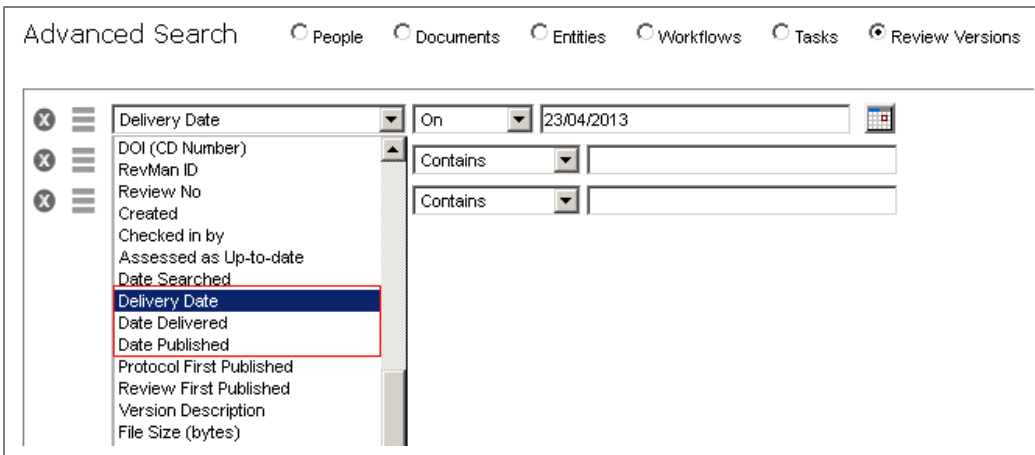 Advanced Search People Documents Entities Workflows Tasks Review Versions
Delivery Date On 23/04/2013
DOI (CD Number) Contains
RevMan ID
Review No Contains
Created
Checked in by
Assessed as Up-to-date
Date Searched
Delivery Date
Date Delivered
Date Published
Protocol First Published
Review First Published
Version Description
File Size (bytes)